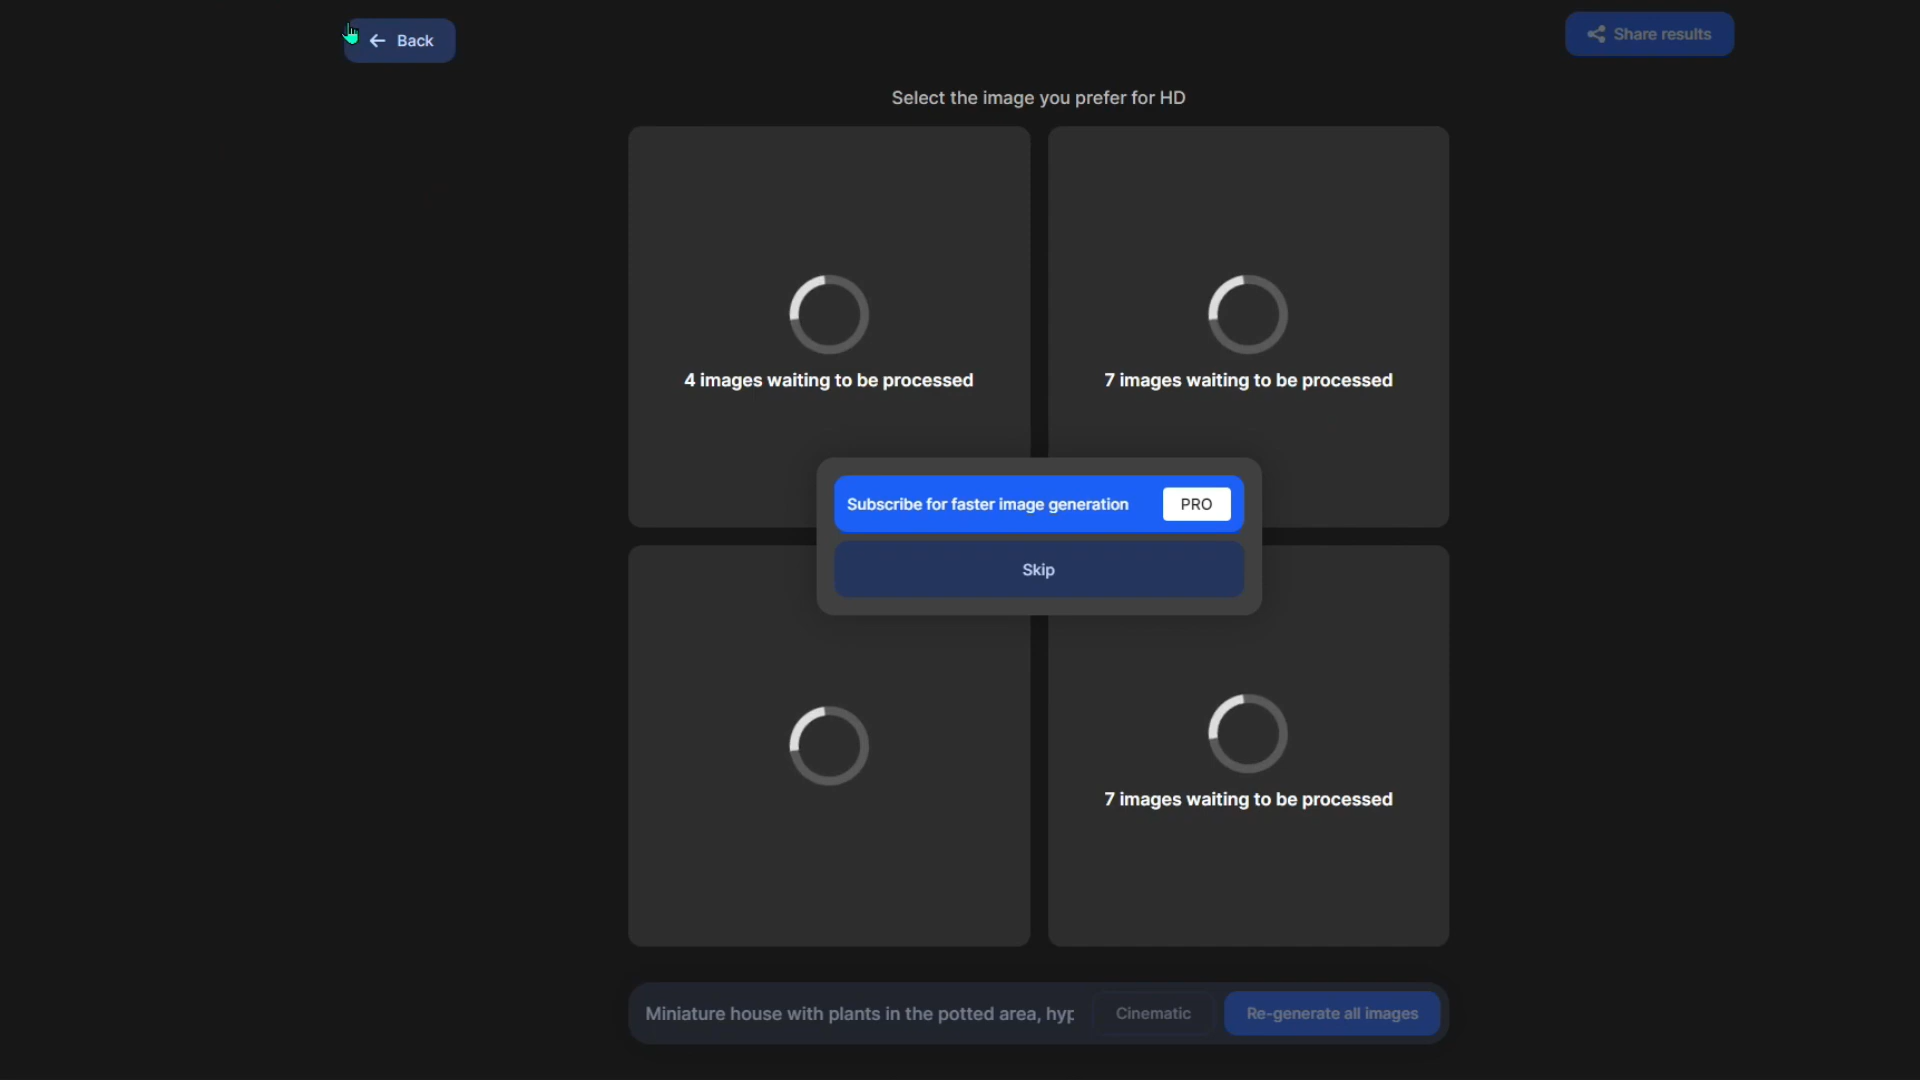 Back
Share results
Select the image you prefer for HD
4 images waiting to be processed
7 images waiting to be processed
Subscribe for faster image generation PRO
Skip
7 images waiting to be processed
Miniature house with plants in the potted area, hyp
Cinematic
Re-generate all images